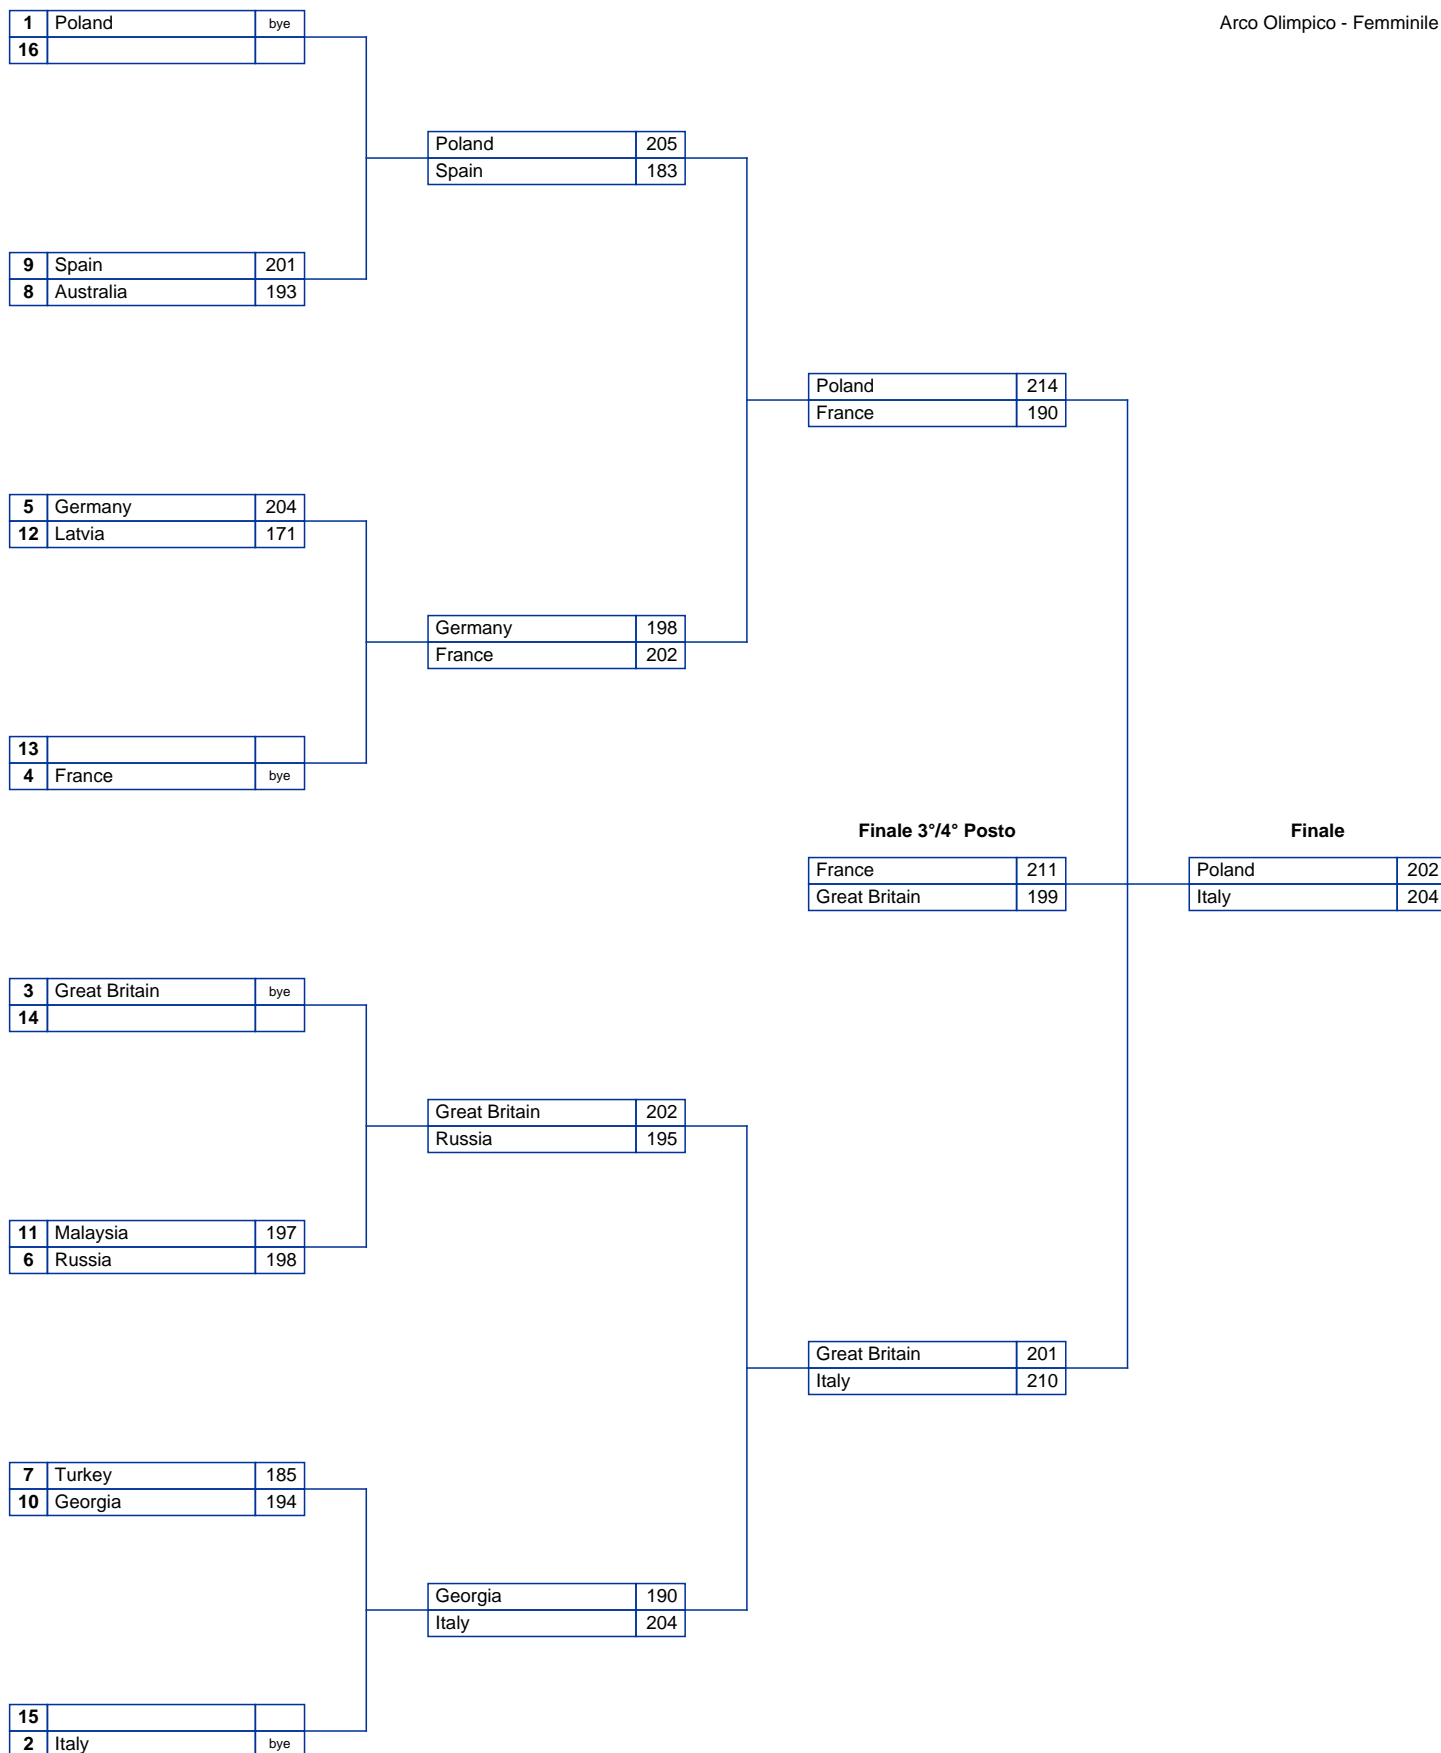 1 Poland bye
Arco Olimpico - Femminile
16
Poland 205
Spain 183
9 Spain 201
8 Australia 193
Poland 214
France 190
5 Germany 204
12 Latvia 171
Germany 198
France 202
13
4 France bye
Finale 3°/4° Posto
Finale
France 211
Great Britain 199
Poland 202
Italy 204
3 Great Britain bye
14
Great Britain 202
Russia 195
11 Malaysia 197
6 Russia 198
Great Britain 201
Italy 210
7 Turkey 185
10 Georgia 194
Georgia 190
Italy 204
15
2 Italy bye